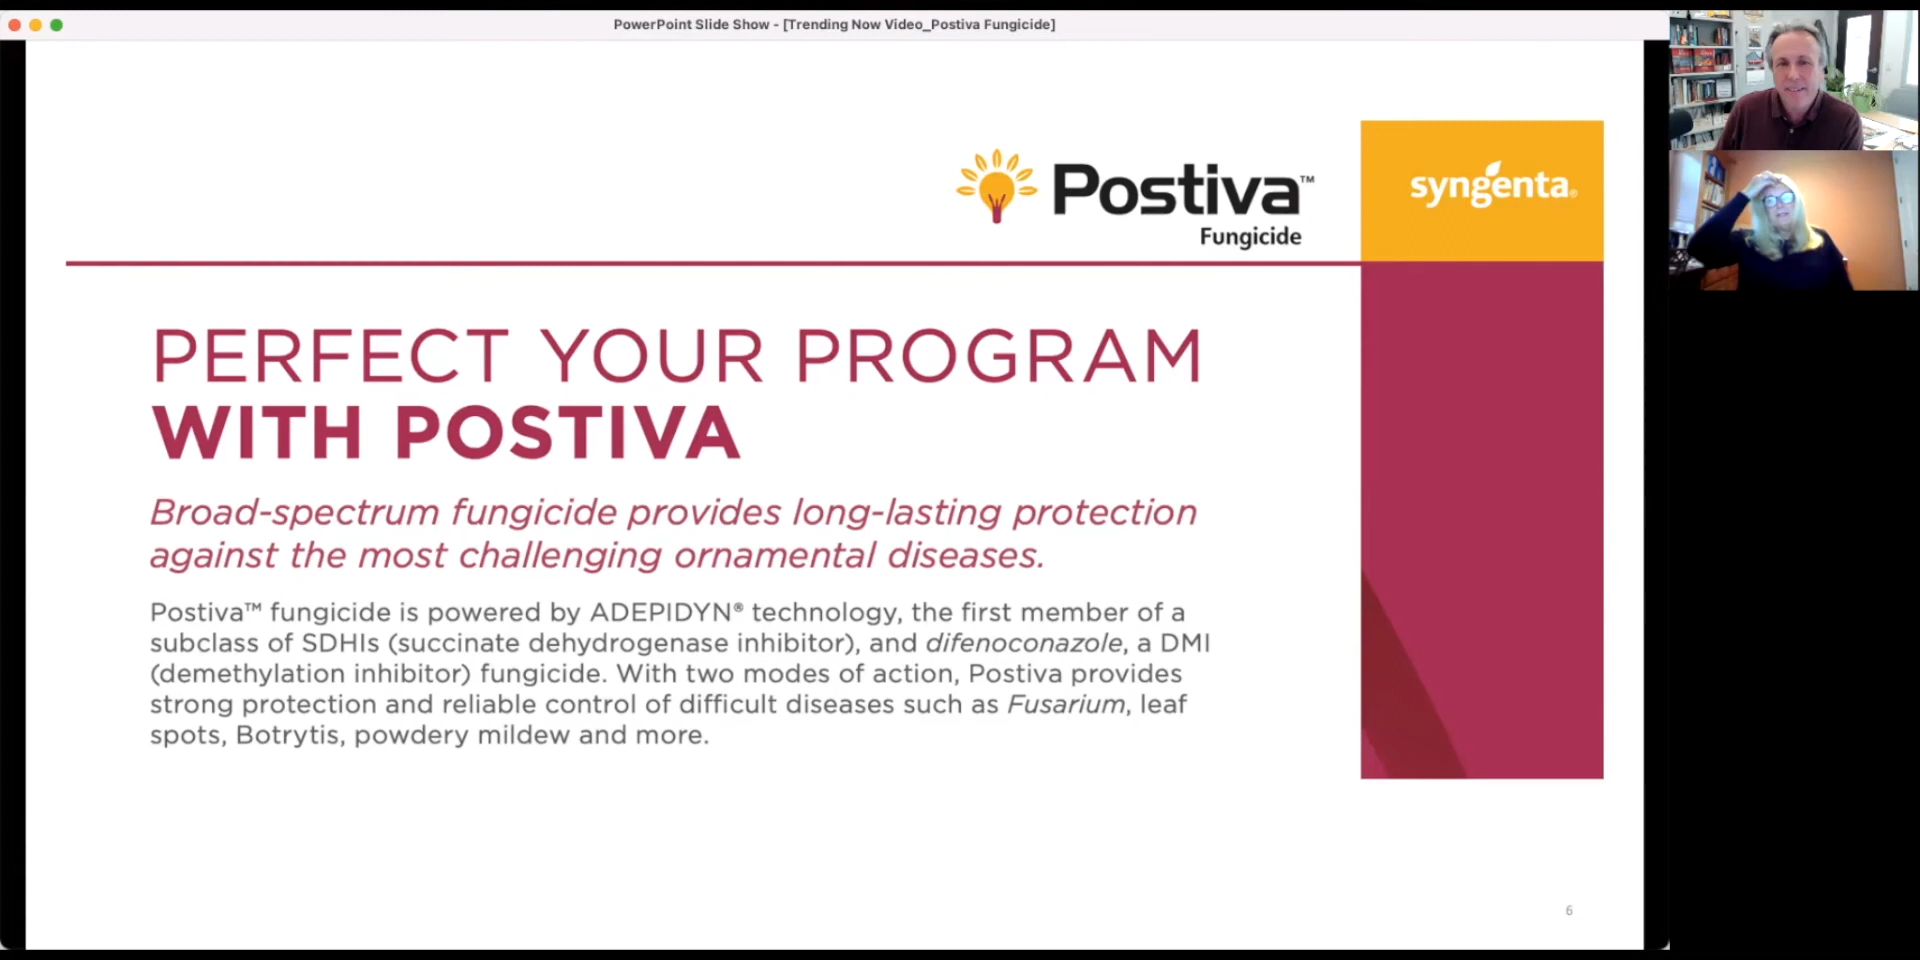 PowerPoint Slide Show - [Trending Now Video_Postiva Fungicide]
Postiva™
Fungicide
syngenta®
PERFECT YOUR PROGRAM
WITH POSTIVA
Broad-spectrum fungicide provides long-lasting protection
against the most challenging ornamental diseases.
Postiva™ fungicide is powered by ADEPIDYN® technology, the first member of a
subclass of SDHIs (succinate dehydrogenase inhibitor), and difenoconazole, a DMI
(demethylation inhibitor) fungicide. With two modes of action, Postiva provides
strong protection and reliable control of difficult diseases such as Fusarium, leaf
spots, Botrytis, powdery mildew and more.
6